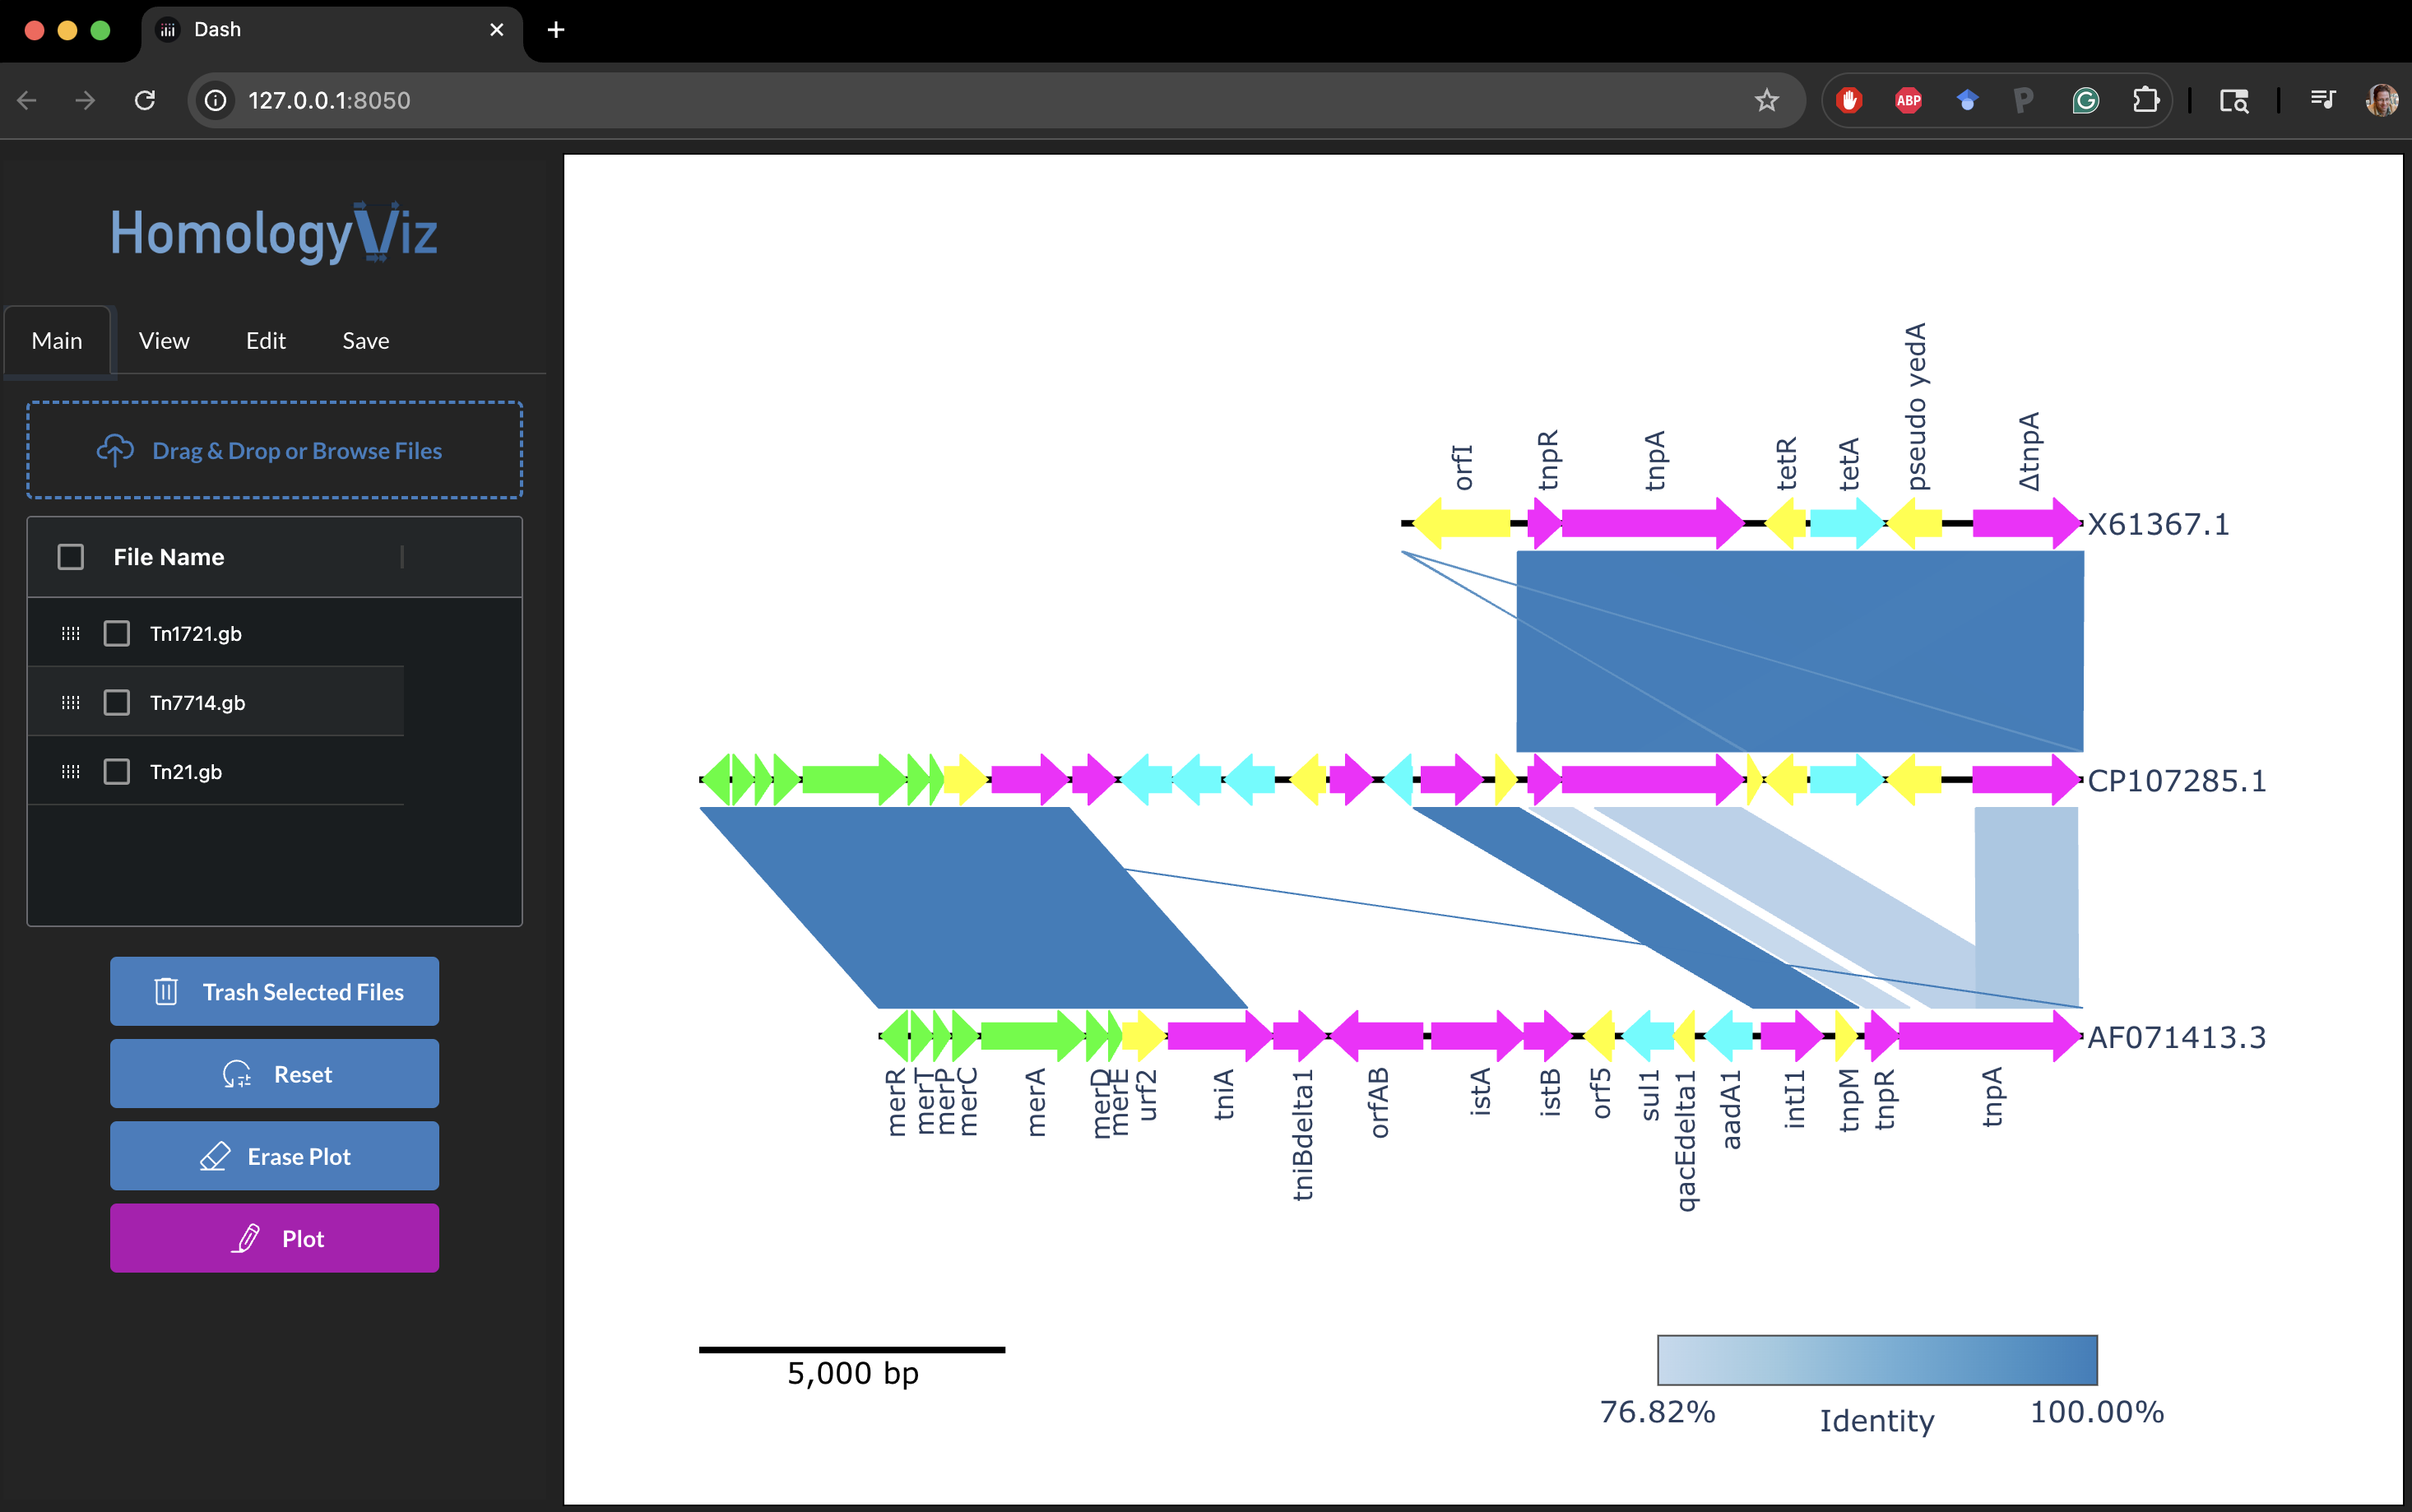 Dash
127.0.0.1:8050
ABP
HomologyViz
Main View Edit Save
Drag & Drop or Browse Files
File Name
Tn1721.gb
Tn7714.gb
Tn21.gb
Trash Selected Files
Reset
Erase Plot
Plot
orfI tnpR tnpA tetR tetA pseudo yedA ΔtnpA
X61367.1
CP107285.1
AF071413.3
merR merT merP merC merA merD merE urf2 tniA tniBdelta1 orfAB istA istB orf5 sul1 qacEdelta1 aadA1 intI1 tnpM tnpR tnpA
5,000 bp
76.82% Identity 100.00%